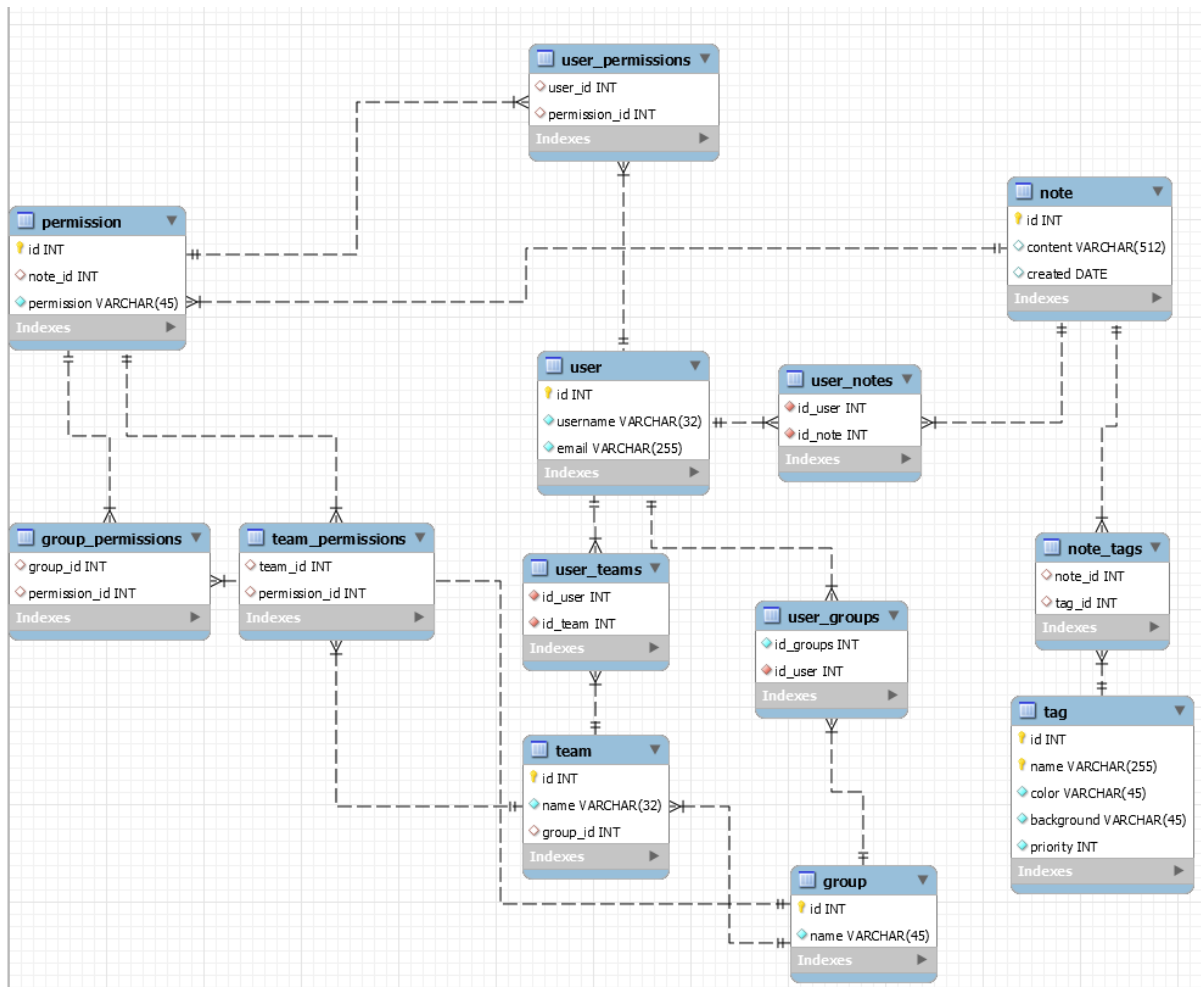 user_permissions
user_id INT
permission_id INT
Indexes
permission
id INT
note_id INT
permission VARCHAR(45)
Indexes
note
id INT
content VARCHAR(512)
created DATE
Indexes
user
id INT
username VARCHAR(32)
email VARCHAR(255)
Indexes
user_notes
id_user INT
id_note INT
Indexes
group_permissions
group_id INT
permission_id INT
Indexes
team_permissions
team_id INT
permission_id INT
Indexes
user_teams
id_user INT
id_team INT
Indexes
user_groups
id_groups INT
id_user INT
Indexes
note_tags
note_id INT
tag_id INT
Indexes
team
id INT
name VARCHAR(32)
group_id INT
Indexes
tag
id INT
name VARCHAR(255)
color VARCHAR(45)
background VARCHAR(45)
priority INT
Indexes
group
id INT
name VARCHAR(45)
Indexes